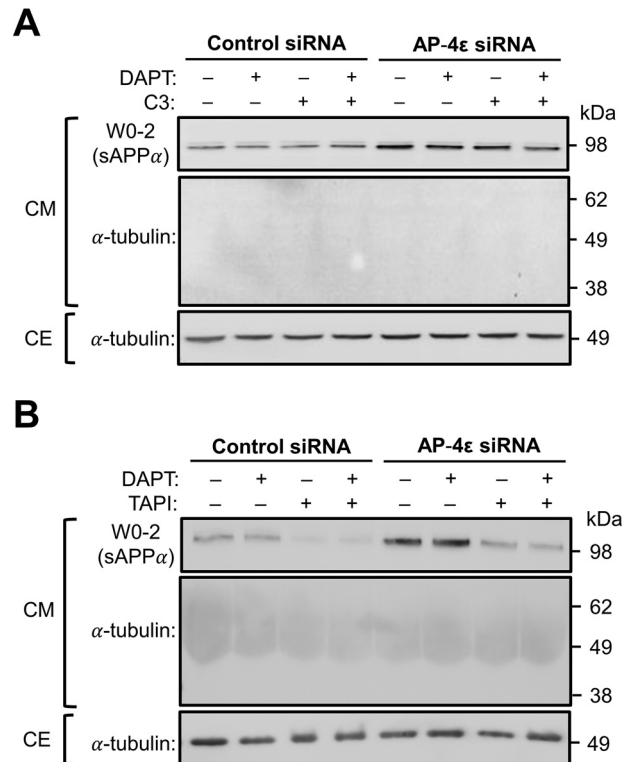 A
Control siRNA AP-4ε siRNA
DAPT: – + – + – + – +
C3: – – + + – – + +
kDa
W0-2
(sAPPα)
98
CM
α-tubulin:
62
49
38
CE
α-tubulin:
49
B
Control siRNA AP-4ε siRNA
DAPT: – + – + – + – +
TAPI: – – + + – – + +
kDa
W0-2
(sAPPα)
98
CM
α-tubulin:
62
49
38
CE
α-tubulin:
49